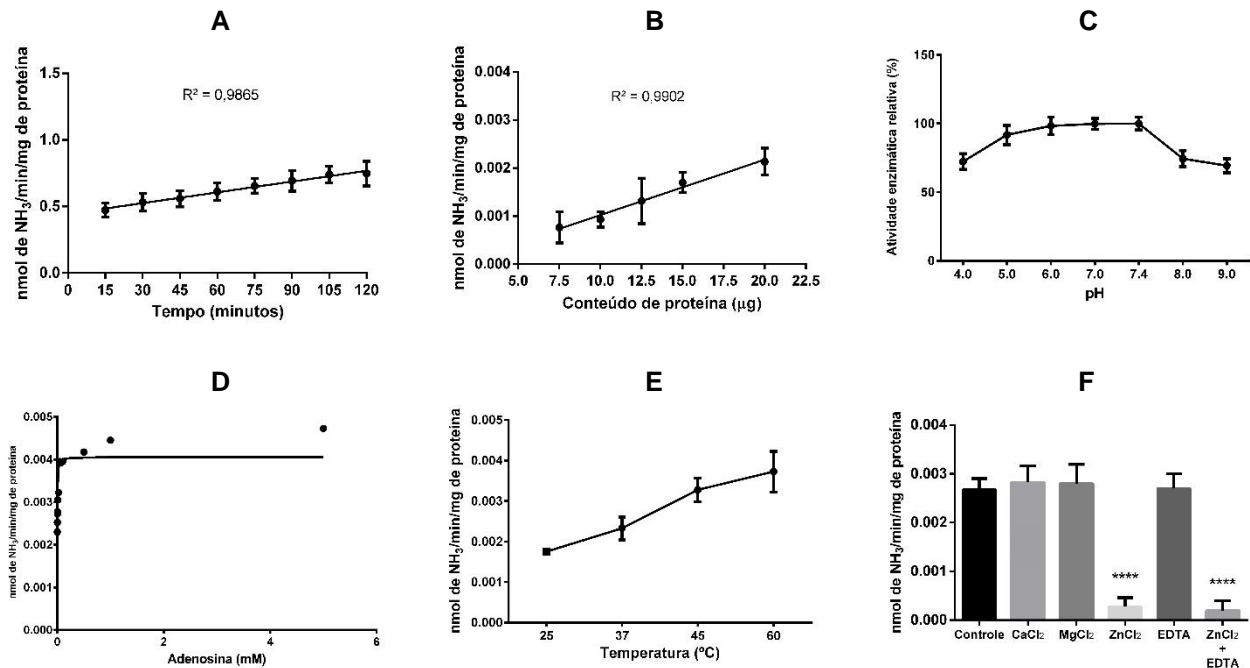 A
nmol de NH₃/min/mg de proteína
1.5
1.0
0.5
0.0
R² = 0,9865
0 15 30 45 60 75 90 105 120
Tempo (minutos)
B
nmol de NH₃/min/mg de proteína
0.004
0.003
0.002
0.001
0.000
R² = 0,9902
5.0 7.5 10.0 12.5 15.0 17.5 20.0 22.5
Conteúdo de proteína (µg)
C
Atividade enzimática relativa (%)
150
100
50
0
4.0 5.0 6.0 7.0 7.4 8.0 9.0
pH
D
nmol de NH₃/min/mg de proteína
0.005
0.004
0.003
0.002
0.001
0.000
0 2 4 6
Adenosina (mM)
E
nmol de NH₃/min/mg de proteína
0.005
0.004
0.003
0.002
0.001
0.000
25 37 45 60
Temperatura (ºC)
F
nmol de NH₃/min/mg de proteína
0.004
0.003
0.002
0.001
0.000
**** ****
Controle CaCl₂ MgCl₂ ZnCl₂ EDTA ZnCl₂
+
EDTA